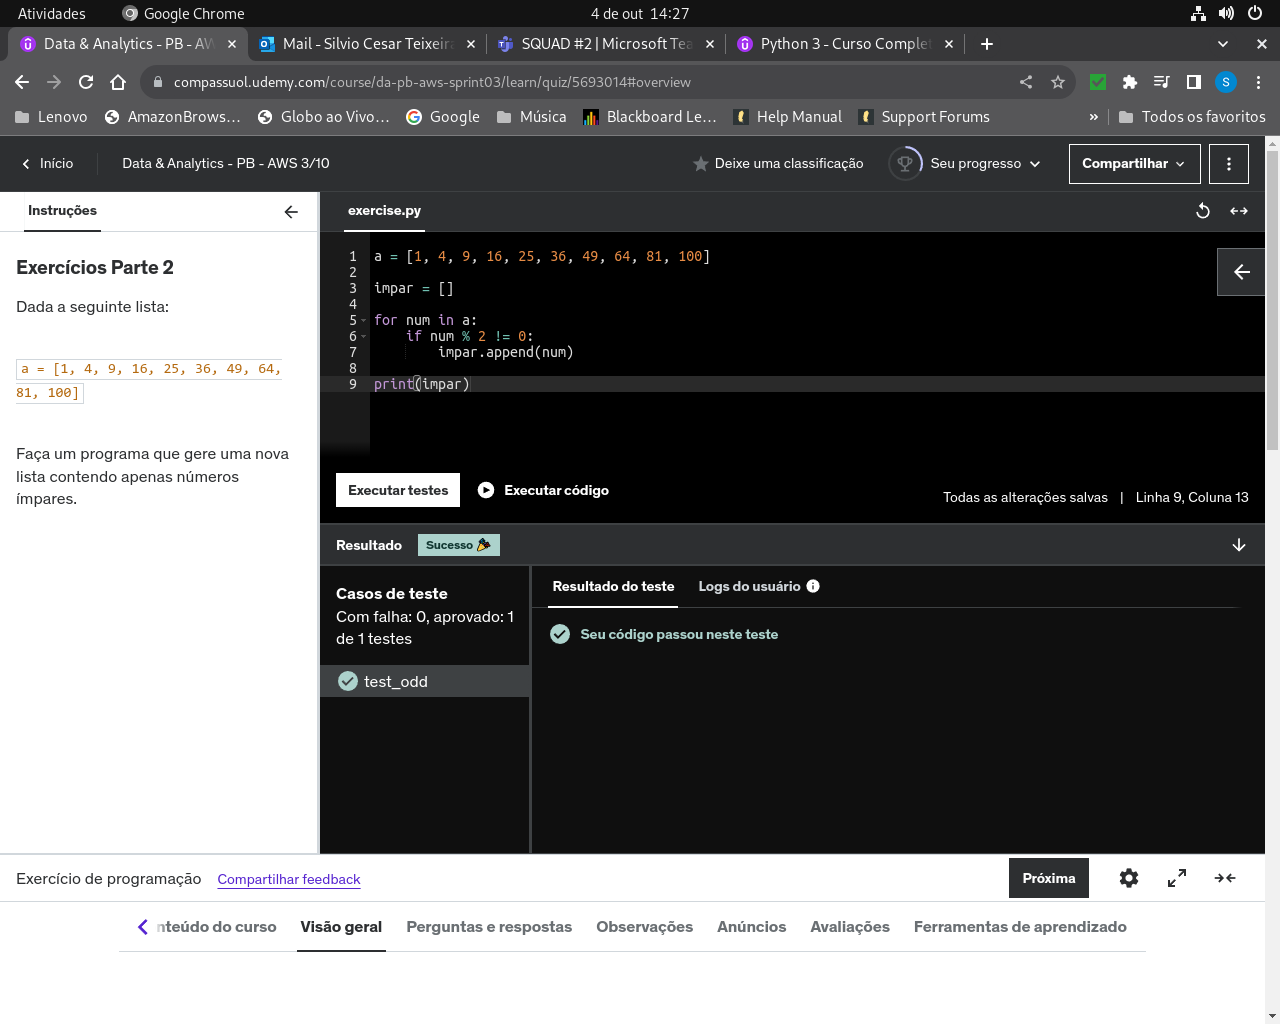 Atividades
Google Chrome
4 de out 14:27
Data & Analytics - PB - AW
Mail - Silvio Cesar Teixeira
SQUAD #2 | Microsoft Tea
Python 3 - Curso Complet
compassuol.udemy.com/course/da-pb-aws-sprint03/learn/quiz/5693014#overview
S
Lenovo
AmazonBrows...
Globo ao Vivo...
Google
Música
Blackboard Le...
Help Manual
Support Forums
»
Todos os favoritos
Início
Data & Analytics - PB - AWS 3/10
Deixe uma classificação
Seu progresso
Compartilhar
Instruções
exercise.py
Exercícios Parte 2
Dada a seguinte lista:
a = [1, 4, 9, 16, 25, 36, 49, 64,
81, 100]
Faça um programa que gere uma nova
lista contendo apenas números
ímpares.
1 a = [1, 4, 9, 16, 25, 36, 49, 64, 81, 100]
2
3 impar = []
4
5 for num in a:
6     if num % 2 != 0:
7         impar.append(num)
8
9 print(impar)
Executar testes
Executar código
Todas as alterações salvas | Linha 9, Coluna 13
Resultado
Sucesso
Casos de teste
Com falha: 0, aprovado: 1
de 1 testes
test_odd
Resultado do teste
Logs do usuário
Seu código passou neste teste
Exercício de programação
Compartilhar feedback
Próxima
nteúdo do curso
Visão geral
Perguntas e respostas
Observações
Anúncios
Avaliações
Ferramentas de aprendizado